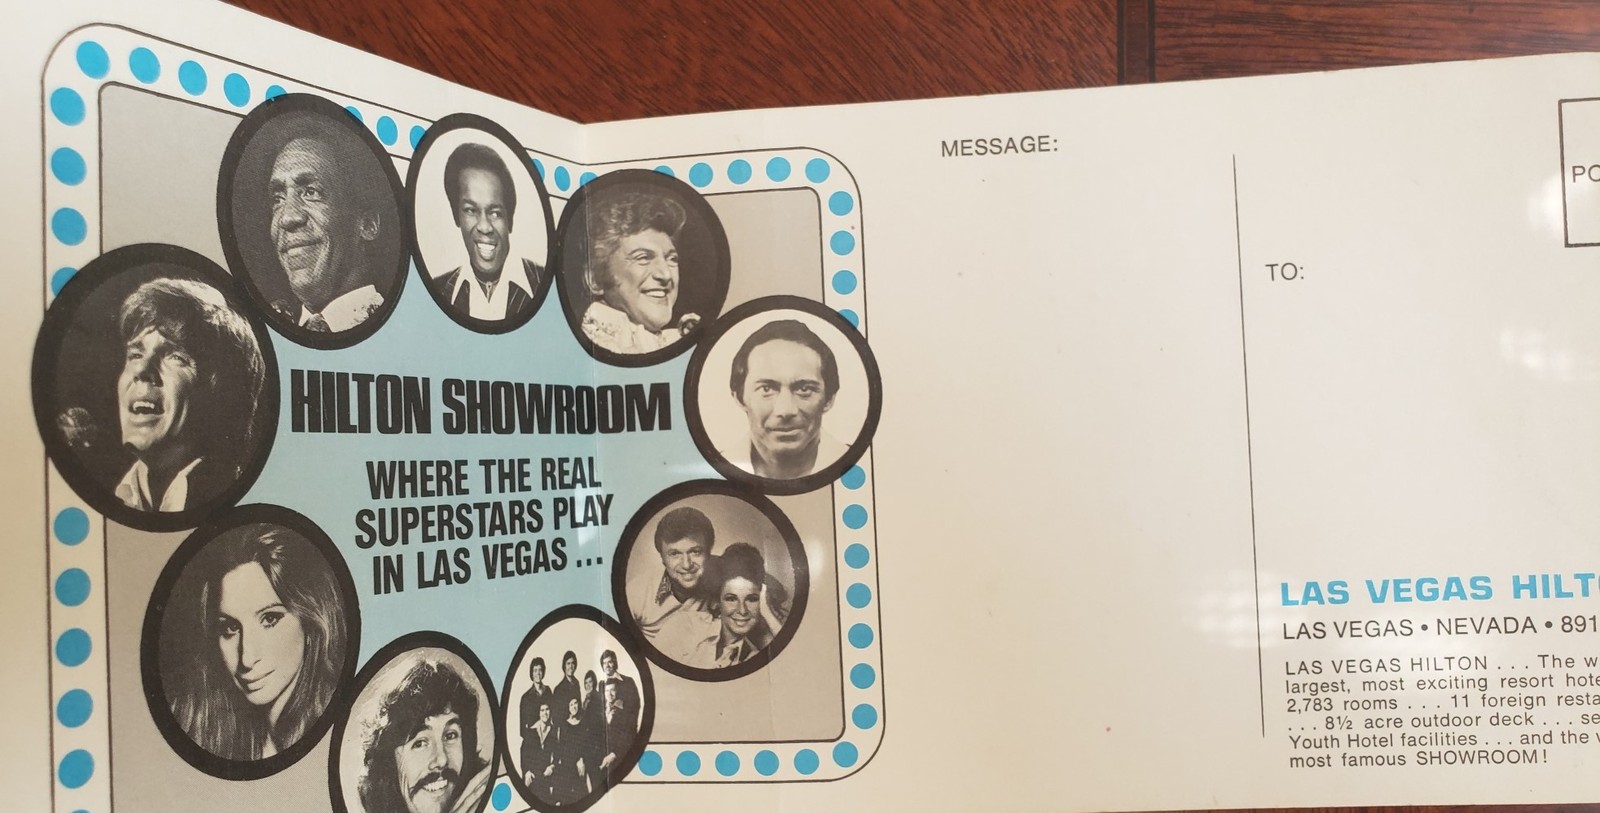 HILTON SHOWROOM
WHERE THE REAL
SUPERSTARS PLAY
IN LAS VEGAS ...
MESSAGE:
PO
TO:
LAS VEGAS HILT
LAS VEGAS • NEVADA • 891
LAS VEGAS HILTON . . . The w
largest, most exciting resort hote
2,783 rooms . . . 11 foreign resta
. . . 8½ acre outdoor deck . . . se
Youth Hotel facilities . . . and the w
most famous SHOWROOM!